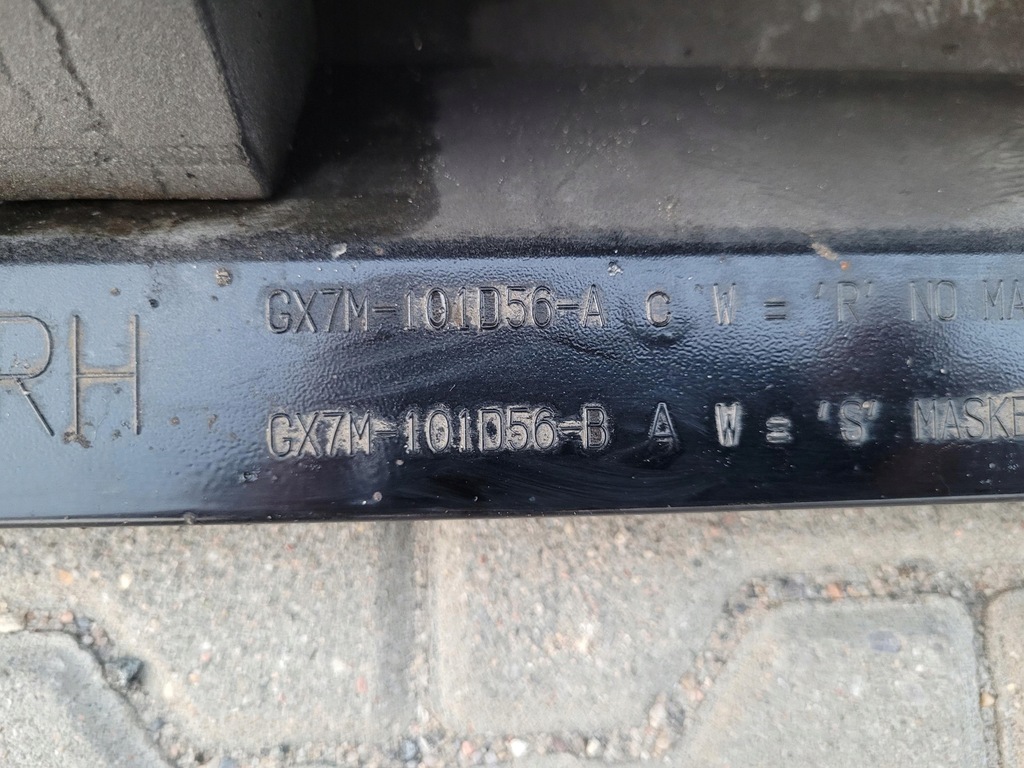 RH
GX7M-101D56-A C 'W = 'R' NO MA
GX7M-101D56-B A W = 'S' MASKE